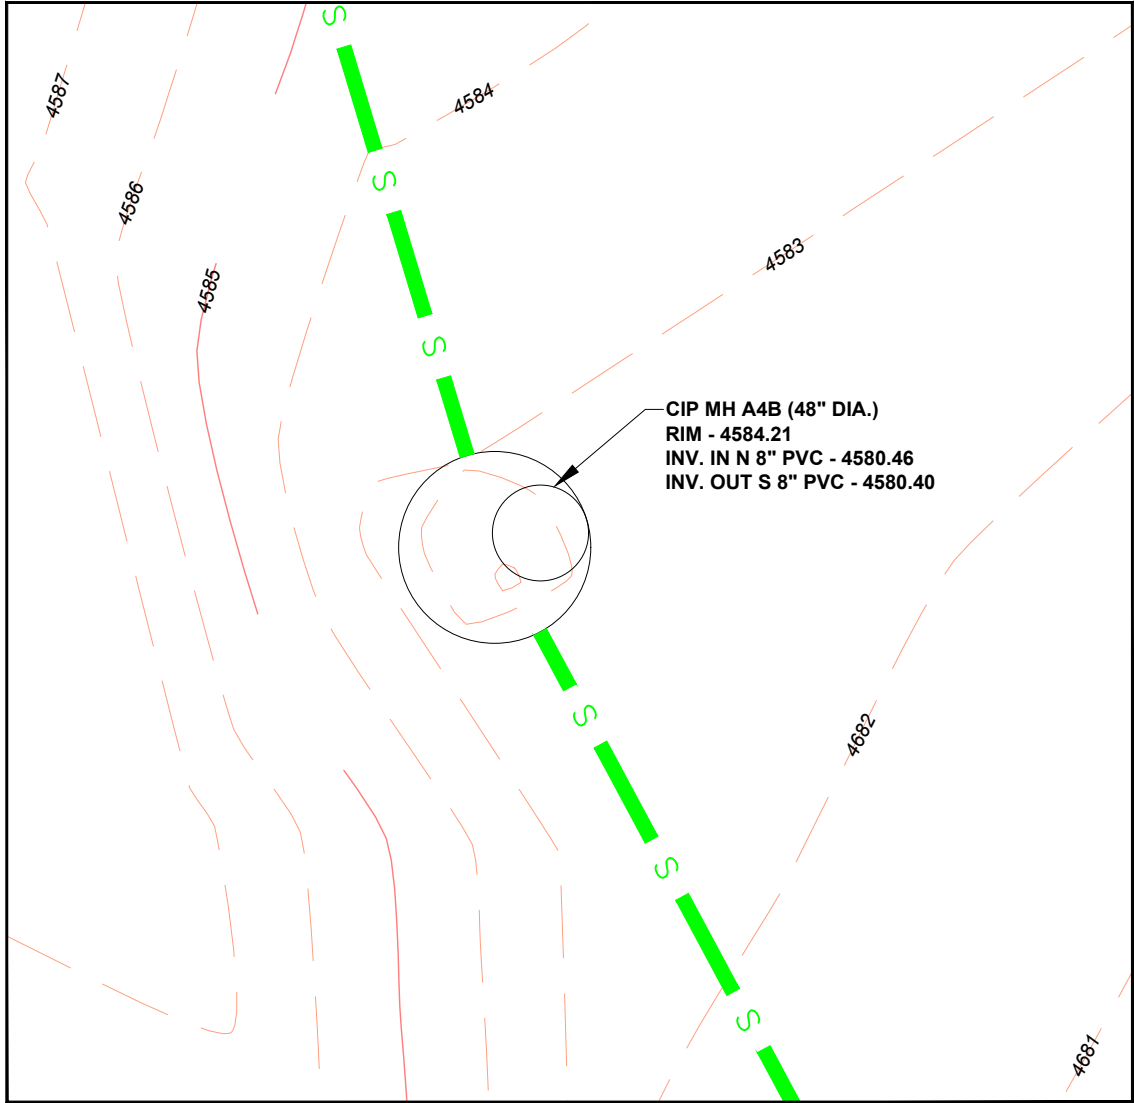 S
4587
4584
S
4586
4583
4585
S
CIP MH A4B (48" DIA.)
RIM - 4584.21
INV. IN N 8" PVC - 4580.46
INV. OUT S 8" PVC - 4580.40
S
4682
S
S
4681